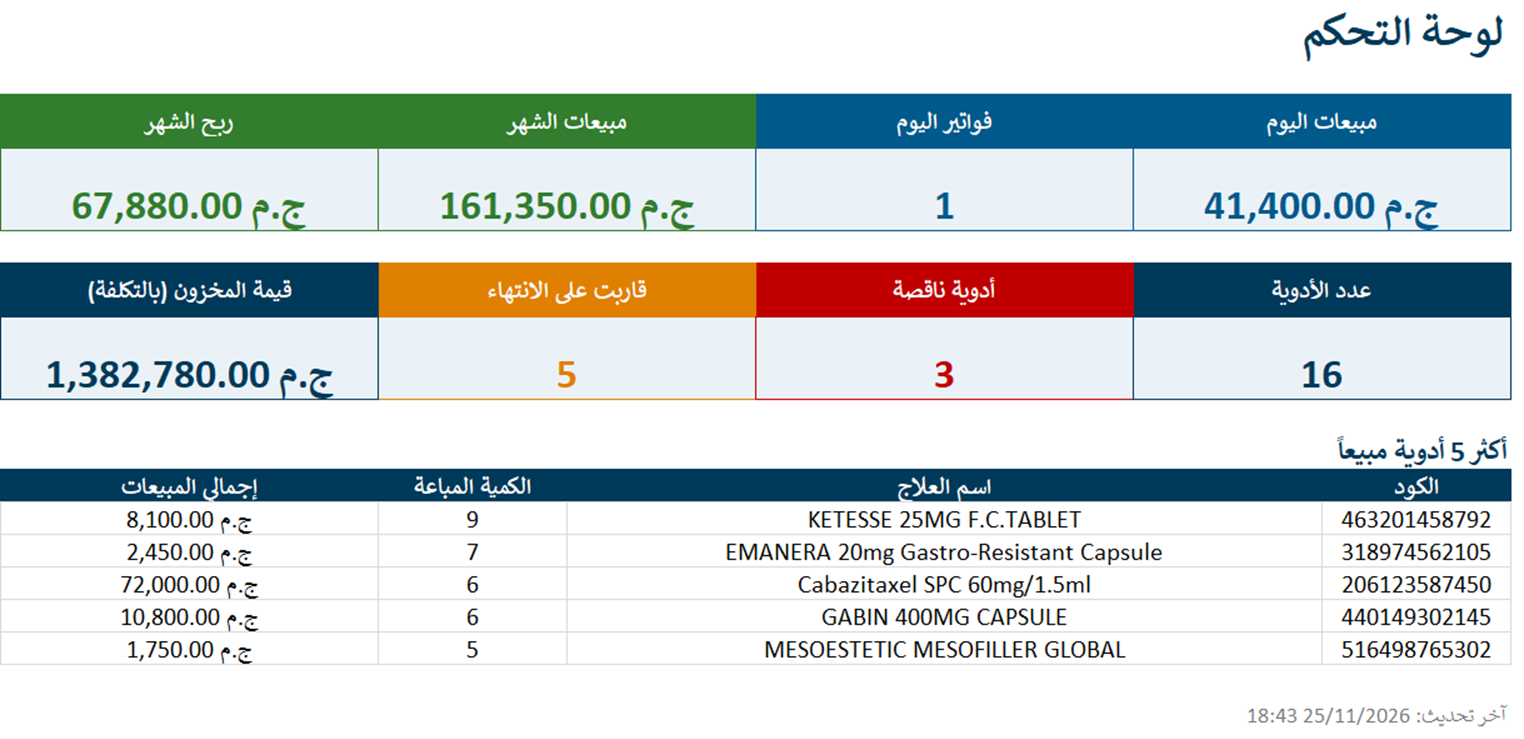 لوحة التحكم
مبيعات اليوم فواتير اليوم مبيعات الشهر ربح الشهر
ج.م 41,400.00 1 ج.م 161,350.00 ج.م 67,880.00
عدد الأدوية أدوية ناقصة قاربت على الانتهاء قيمة المخزون (بالتكلفة)
16 3 5 ج.م 1,382,780.00
أكثر 5 أدوية مبيعاً
الكود اسم العلاج الكمية المباعة إجمالي المبيعات
463201458792 KETESSE 25MG F.C.TABLET 9 ج.م 8,100.00
318974562105 EMANERA 20mg Gastro-Resistant Capsule 7 ج.م 2,450.00
206123587450 Cabazitaxel SPC 60mg/1.5ml 6 ج.م 72,000.00
440149302145 GABIN 400MG CAPSULE 6 ج.م 10,800.00
516498765302 MESOESTETIC MESOFILLER GLOBAL 5 ج.م 1,750.00
آخر تحديث: 25/11/2026 18:43